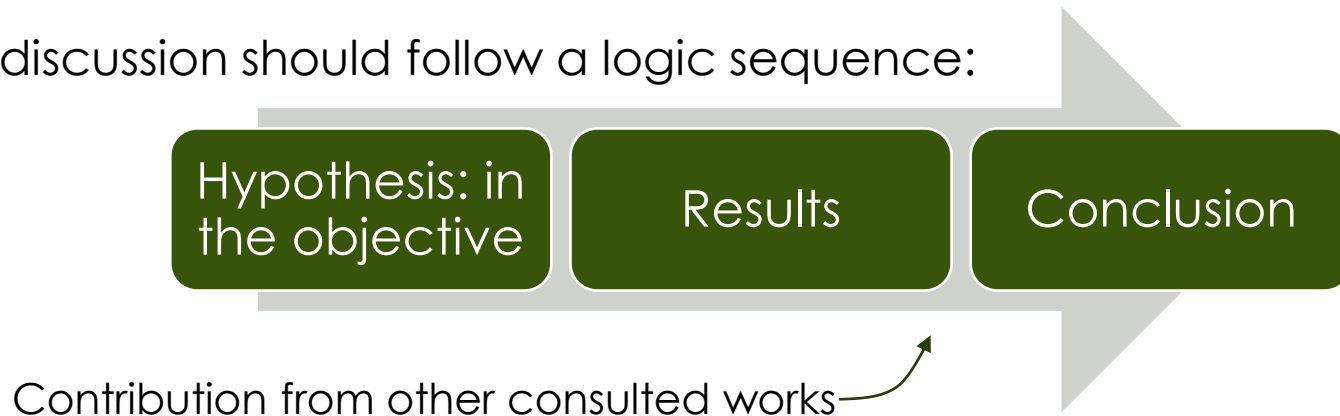 discussion should follow a logic sequence:
Hypothesis: in
the objective
Results
Conclusion
Contribution from other consulted works